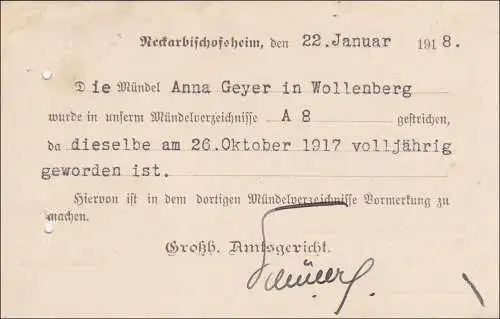 Neckarbischofsheim, den 22.Januar 1918.
Die Mündel Anna Geyer in Wollenberg
wurde in unserm Mündelverzeichnisse A 8 gestrichen,
da dieselbe am 26.Oktober 1917 volljährig
geworden ist.
Hiervon ist in dem dortigen Mündelverzeichnisse Vormerkung zu
machen.
Großh. Amtsgericht.